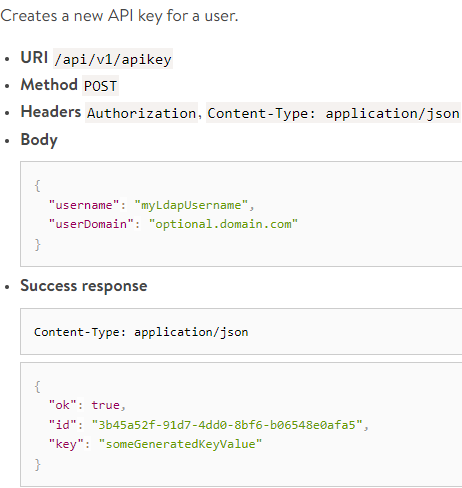 Creates a new API key for a user.
URI /api/v1/apikey
Method POST
Headers Authorization, Content-Type: application/json
Body
{
"username": "myLdapUsername",
"userDomain": "optional.domain.com"
}
Success response
Content-Type: application/json
{
"ok": true,
"id": "3b45a52f-91d7-4dd0-8bf6-b06548e0afa5",
"key": "someGeneratedKeyValue"
}